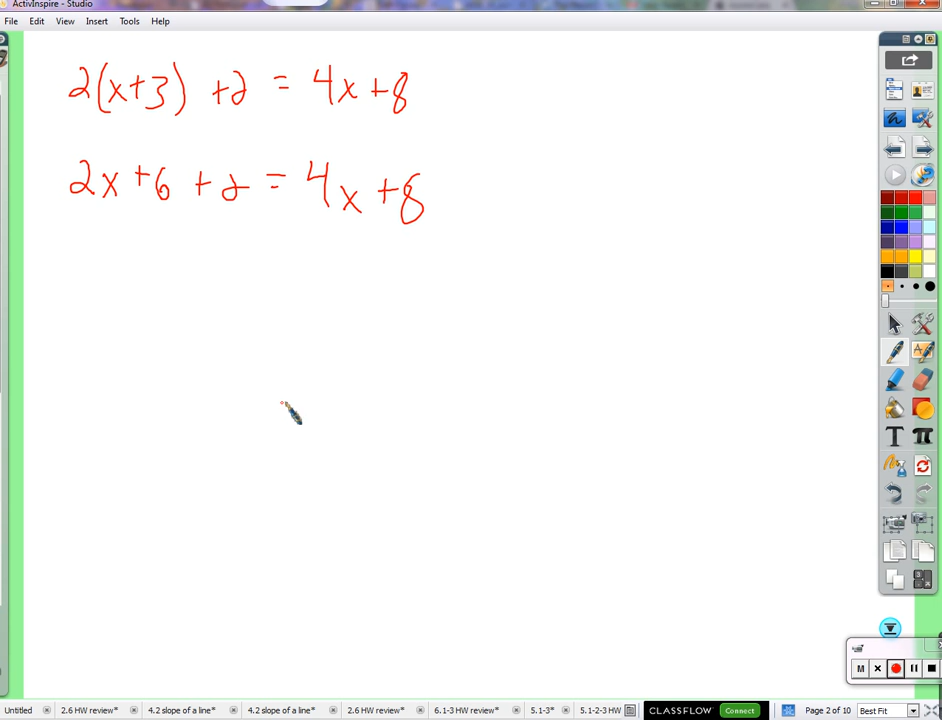 ActivInspire - Studio
File Edit View Insert Tools Help
2(x+3) +2 = 4x+8
2x +6 +2 = 4x +8
M
Untitled 2.6 HW review* 4.2 slope of a line* 4.2 slope of a line* 2.6 HW review* 6.1-3 HW review* 5.1-3* 5.1-2-3 HW CLASSFLOW Connect Page 2 of 10 Best Fit